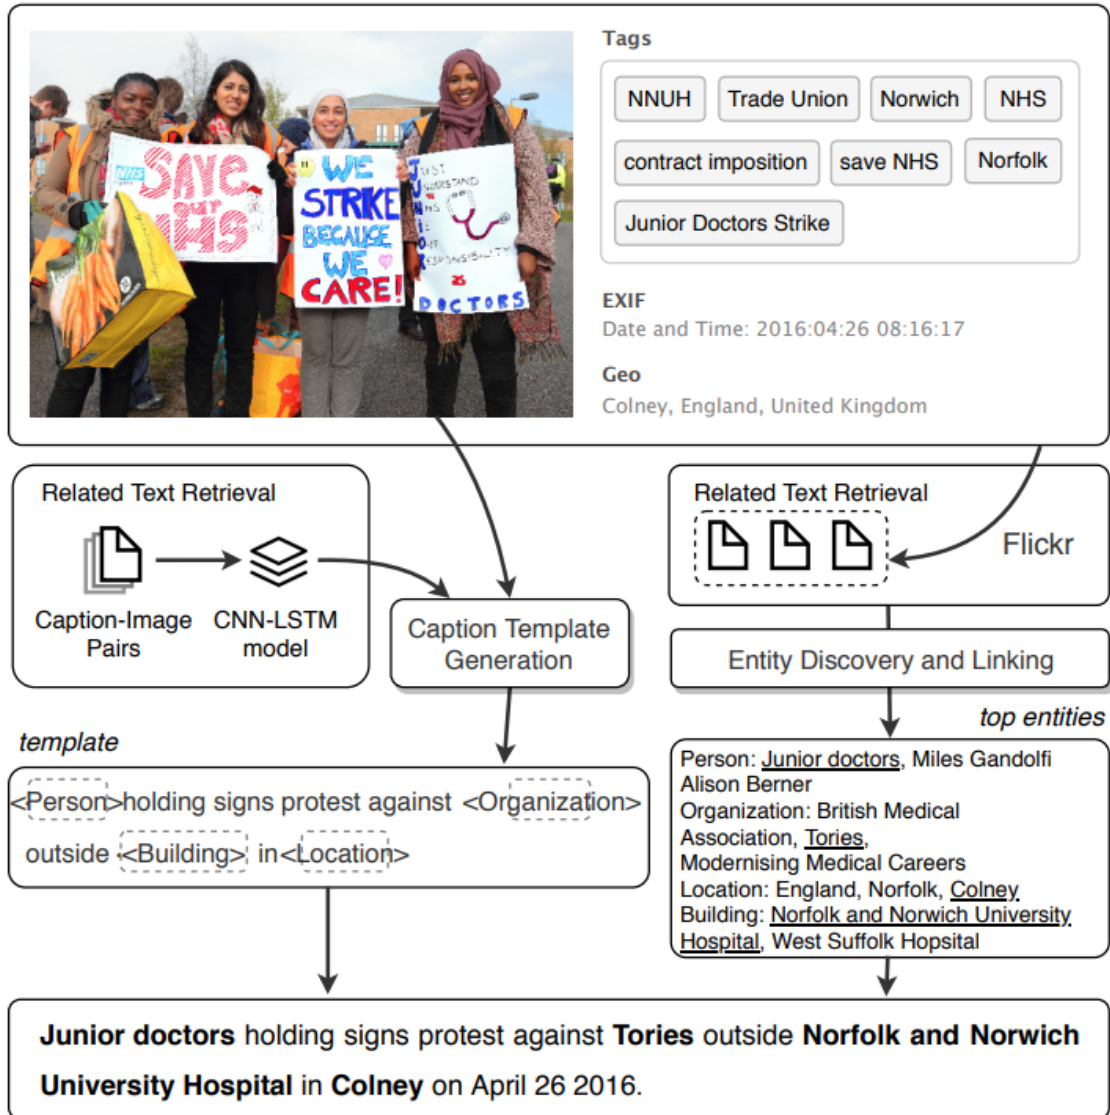 Tags
NNUH Trade Union Norwich NHS
contract imposition save NHS Norfolk
Junior Doctors Strike
EXIF
Date and Time: 2016:04:26 08:16:17
Geo
Colney, England, United Kingdom
NHS
SAVE
our
NHS
WE
STRIKE
BECAUSE
WE
CARE!
JUST
UNDERSTAND
RESPONSIBILITY
DOCTORS
Related Text Retrieval
Caption-Image
Pairs
CNN-LSTM
model
Caption Template
Generation
Related Text Retrieval
Flickr
Entity Discovery and Linking
top entities
template
<Person>holding signs protest against <Organization>
outside <Building> in<Location>
Person: Junior doctors, Miles Gandolfi
Alison Berner
Organization: British Medical
Association, Tories,
Modernising Medical Careers
Location: England, Norfolk, Colney
Building: Norfolk and Norwich University
Hospital, West Suffolk Hopsital
Junior doctors holding signs protest against Tories outside Norfolk and Norwich
University Hospital in Colney on April 26 2016.